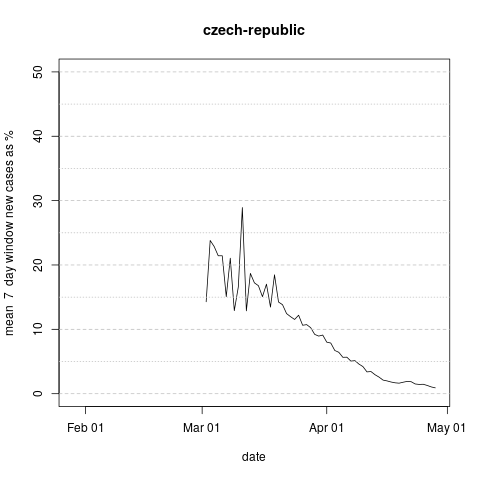 czech-republic
mean  7  day window new cases as %
50
40
30
20
10
0
Feb 01
Mar 01
Apr 01
May 01
date